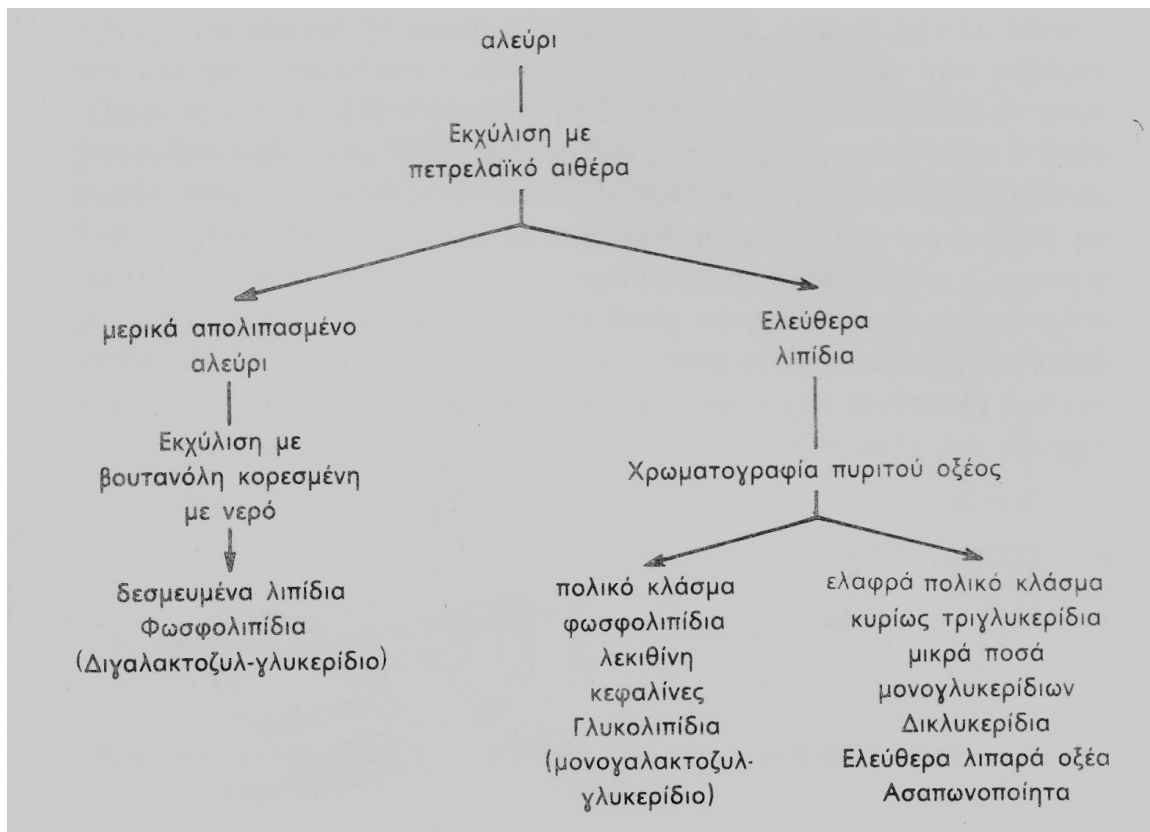 αλεύρι
Εκχύλιση με
πετρελαϊκό αιθέρα
μερικά απολιπασμένο
αλεύρι
Εκχύλιση με
βουτανόλη κορεσμένη
με νερό
δεσμευμένα λιπίδια
Φωσφολιπίδια
(Διγαλακτοζυλ-γλυκερίδιο)
Ελεύθερα
λιπίδια
Χρωματογραφία πυριτού οξέος
πολικό κλάσμα
φωσφολιπίδια
λεκιθίνη
κεφαλίνες
Γλυκολιπίδια
(μονογαλακτοζυλ-
γλυκερίδιο)
ελαφρά πολικό κλάσμα
κυρίως τριγλυκερίδια
μικρά ποσά
μονογλυκερίδιων
Δικλυκερίδια
Ελεύθερα λιπαρά οξέα
Ασαπωνοποίητα